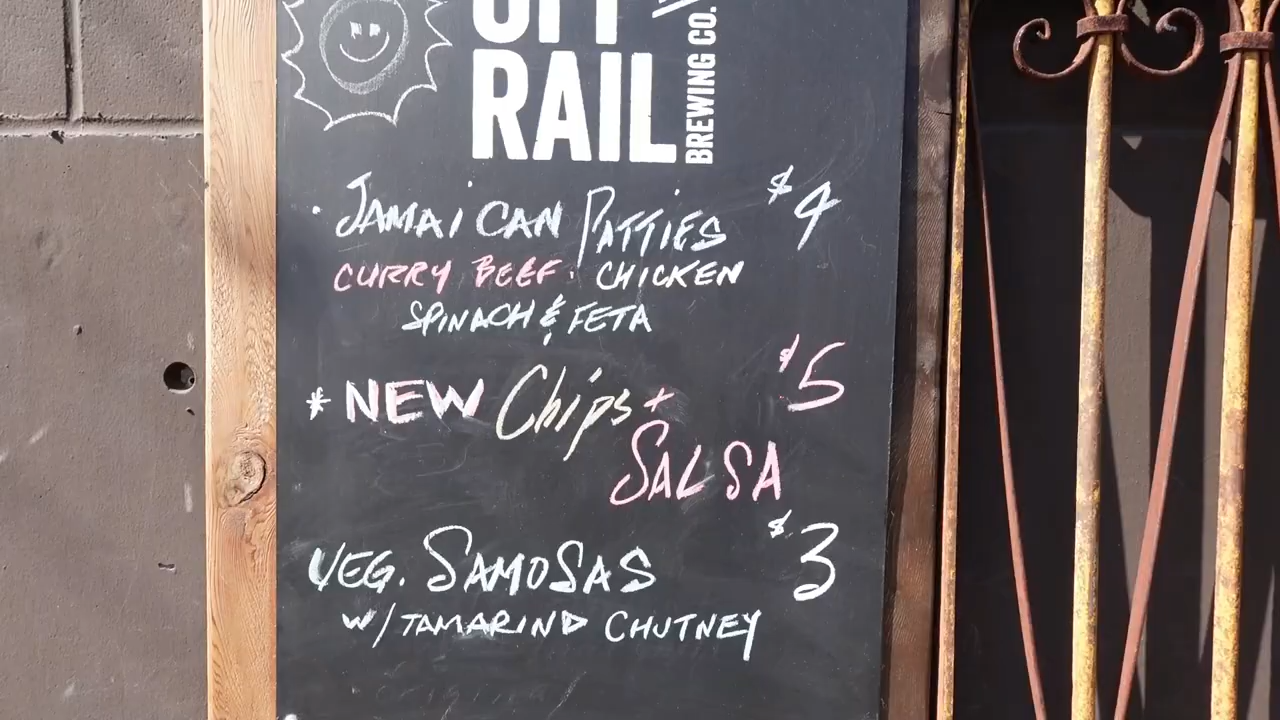 OFF
RAIL
BREWING CO.
· JAMAICAN PATTIES $4
CURRY BEEF · CHICKEN
SPINACH & FETA
* NEW Chips + $5
SALSA
VEG. SAMOSAS $3
W/ TAMARIND CHUTNEY